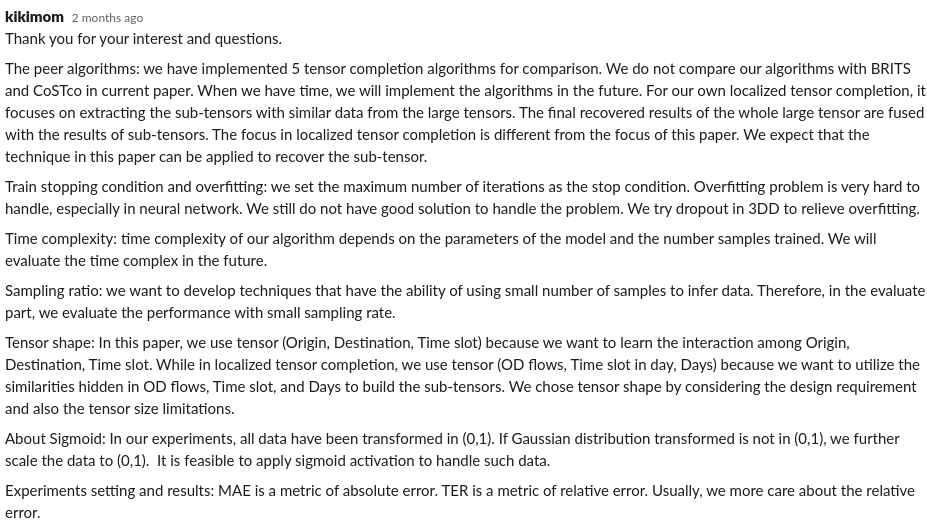 kikimom 2 months ago
Thank you for your interest and questions.
The peer algorithms: we have implemented 5 tensor completion algorithms for comparison. We do not compare our algorithms with BRITS
and CoSTco in current paper. When we have time, we will implement the algorithms in the future. For our own localized tensor completion, it
focuses on extracting the sub-tensors with similar data from the large tensors. The final recovered results of the whole large tensor are fused
with the results of sub-tensors. The focus in localized tensor completion is different from the focus of this paper. We expect that the
technique in this paper can be applied to recover the sub-tensor.
Train stopping condition and overfitting: we set the maximum number of iterations as the stop condition. Overfitting problem is very hard to
handle, especially in neural network. We still do not have good solution to handle the problem. We try dropout in 3DD to relieve overfitting.
Time complexity: time complexity of our algorithm depends on the parameters of the model and the number samples trained. We will
evaluate the time complex in the future.
Sampling ratio: we want to develop techniques that have the ability of using small number of samples to infer data. Therefore, in the evaluate
part, we evaluate the performance with small sampling rate.
Tensor shape: In this paper, we use tensor (Origin, Destination, Time slot) because we want to learn the interaction among Origin,
Destination, Time slot. While in localized tensor completion, we use tensor (OD flows, Time slot in day, Days) because we want to utilize the
similarities hidden in OD flows, Time slot, and Days to build the sub-tensors. We chose tensor shape by considering the design requirement
and also the tensor size limitations.
About Sigmoid: In our experiments, all data have been transformed in (0,1). If Gaussian distribution transformed is not in (0,1), we further
scale the data to (0,1).  It is feasible to apply sigmoid activation to handle such data.
Experiments setting and results: MAE is a metric of absolute error. TER is a metric of relative error. Usually, we more care about the relative
error.